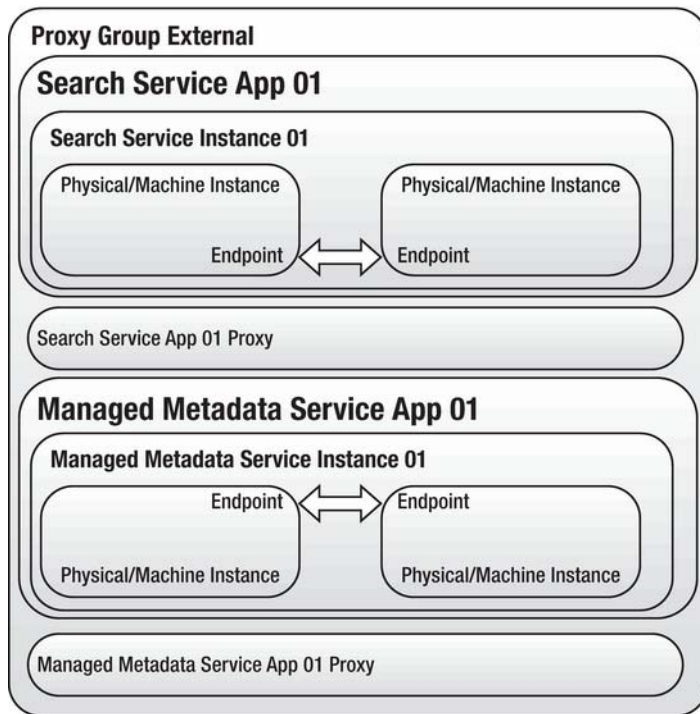 Proxy Group External
Search Service App 01
Search Service Instance 01
Physical/Machine Instance
Physical/Machine Instance
Endpoint
Endpoint
Search Service App 01 Proxy
Managed Metadata Service App 01
Managed Metadata Service Instance 01
Endpoint
Endpoint
Physical/Machine Instance
Physical/Machine Instance
Managed Metadata Service App 01 Proxy